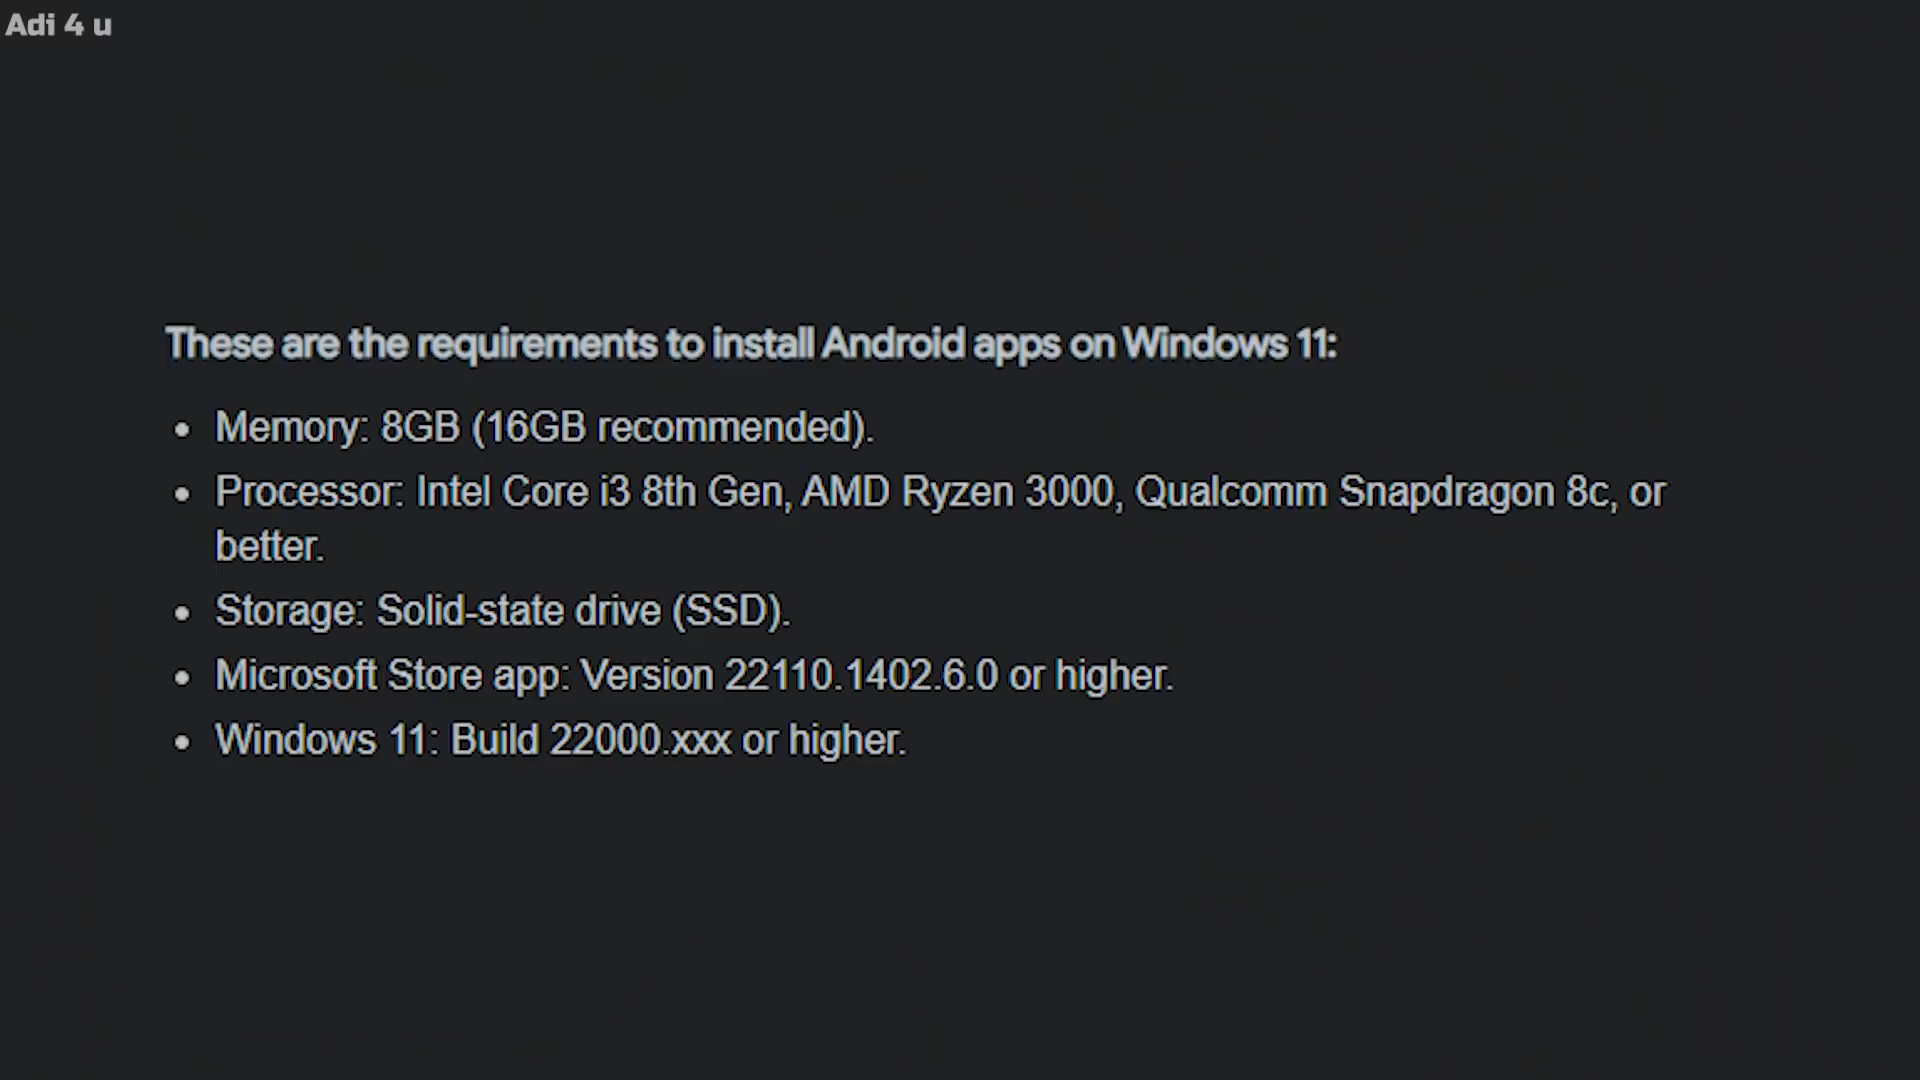 Adi 4 u
These are the requirements to install Android apps on Windows 11:
• Memory: 8GB (16GB recommended).
• Processor: Intel Core i3 8th Gen, AMD Ryzen 3000, Qualcomm Snapdragon 8c, or
better.
• Storage: Solid-state drive (SSD).
• Microsoft Store app: Version 22110.1402.6.0 or higher.
• Windows 11: Build 22000.xxx or higher.